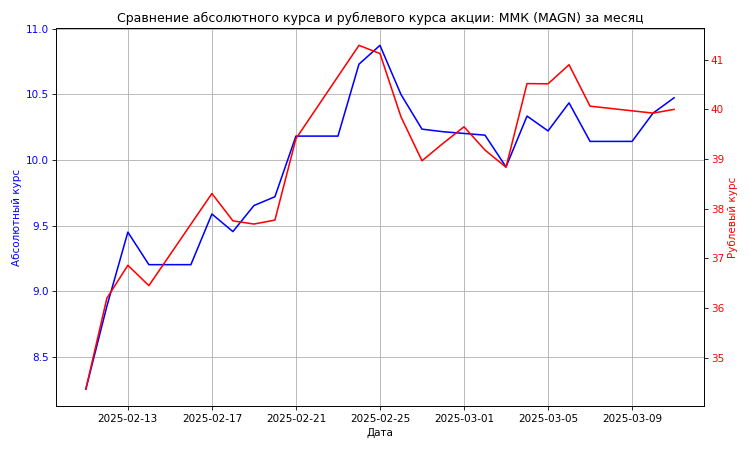 Сравнение абсолютного курса и рублевого курса акции: ММК (MAGN) за месяц
Абсолютный курс
11.0
10.5
10.0
9.5
9.0
8.5
41
40
39
38
37
36
35
Рублевый курс
2025-02-13 2025-02-17 2025-02-21 2025-02-25 2025-03-01 2025-03-05 2025-03-09
Дата